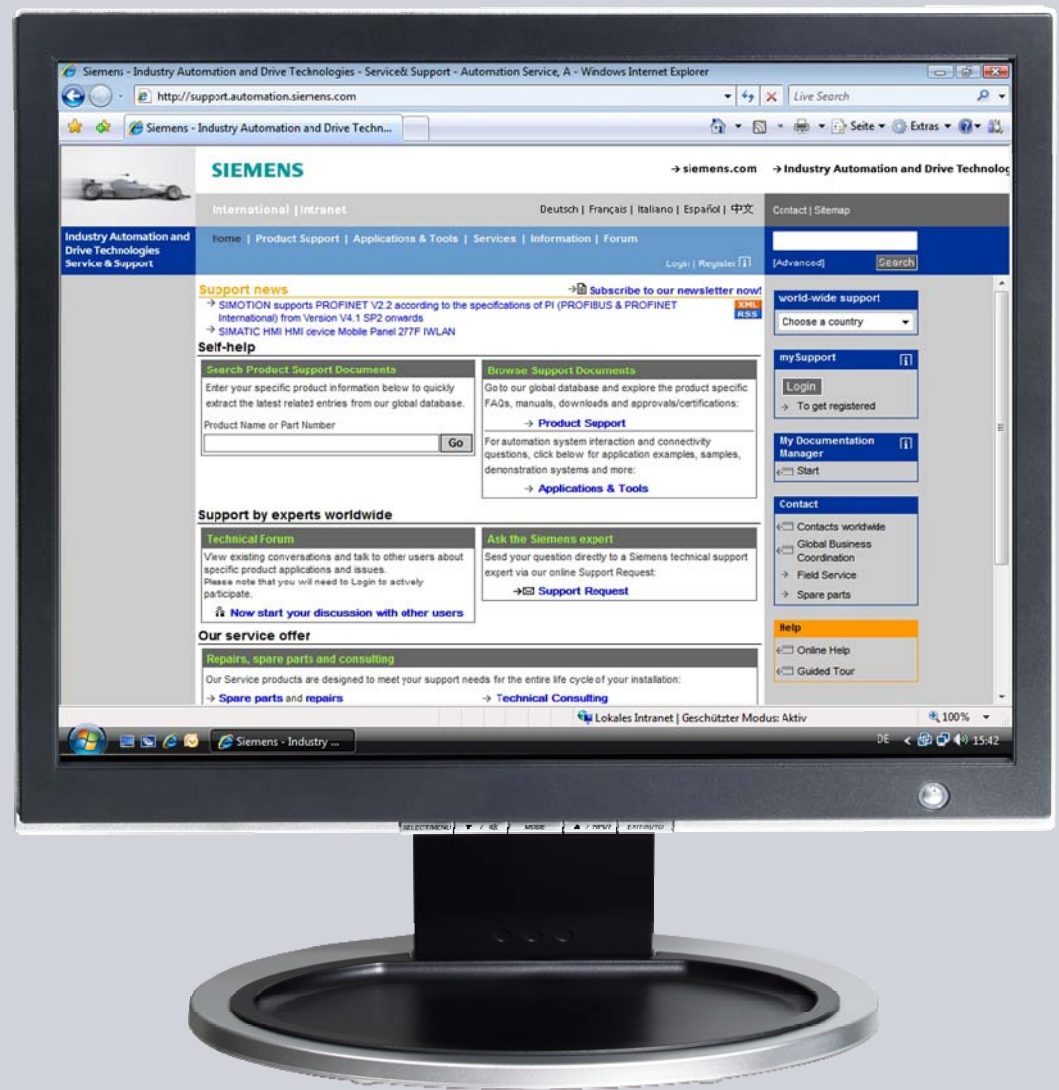 Siemens - Industry Automation and Drive Technologies - Service& Support - Automation Service, A - Windows Internet Explorer
http://support.automation.siemens.com
Live Search
Siemens - Industry Automation and Drive Techn...
Seite
Extras
SIEMENS
→ siemens.com
→ Industry Automation and Drive Technolog
International | Intranet
Deutsch | Français | Italiano | Español | 中文
Contact | Sitemap
Industry Automation and
Drive Technologies
Service & Support
Home | Product Support | Applications & Tools | Services | Information | Forum
Login | Register
[Advanced]
Search
Support news
→ Subscribe to our newsletter now!
→ SIMOTION supports PROFINET V2.2 according to the specifications of PI (PROFIBUS & PROFINET
International) from Version V4.1 SP2 onwards
XML
RSS
→ SIMATIC HMI HMI device Mobile Panel 277F IWLAN
Self-help
Search Product Support Documents
Enter your specific product information below to quickly
extract the latest related entries from our global database.
Product Name or Part Number
Go
Browse Support Documents
Go to our global database and explore the product specific
FAQs, manuals, downloads and approvals/certifications:
→ Product Support
For automation system interaction and connectivity
questions, click below for application examples, samples,
demonstration systems and more:
→ Applications & Tools
Support by experts worldwide
Technical Forum
View existing conversations and talk to other users about
specific product applications and issues.
Please note that you will need to Login to actively
participate.
Now start your discussion with other users
Ask the Siemens expert
Send your question directly to a Siemens technical support
expert via our online Support Request:
→ Support Request
Our service offer
Repairs, spare parts and consulting
Our Service products are designed to meet your support needs for the entire life cycle of your installation:
→ Spare parts and repairs
→ Technical Consulting
world-wide support
Choose a country
mySupport
Login
→ To get registered
My Documentation
Manager
Start
Contact
Contacts worldwide
Global Business
Coordination
→ Field Service
→ Spare parts
Help
Online Help
Guided Tour
Lokales Intranet | Geschützter Modus: Aktiv
100%
Siemens - Industry ...
DE
15:42
SELECT/MENU
MODE
/ INPUT
EXIT/AUTO